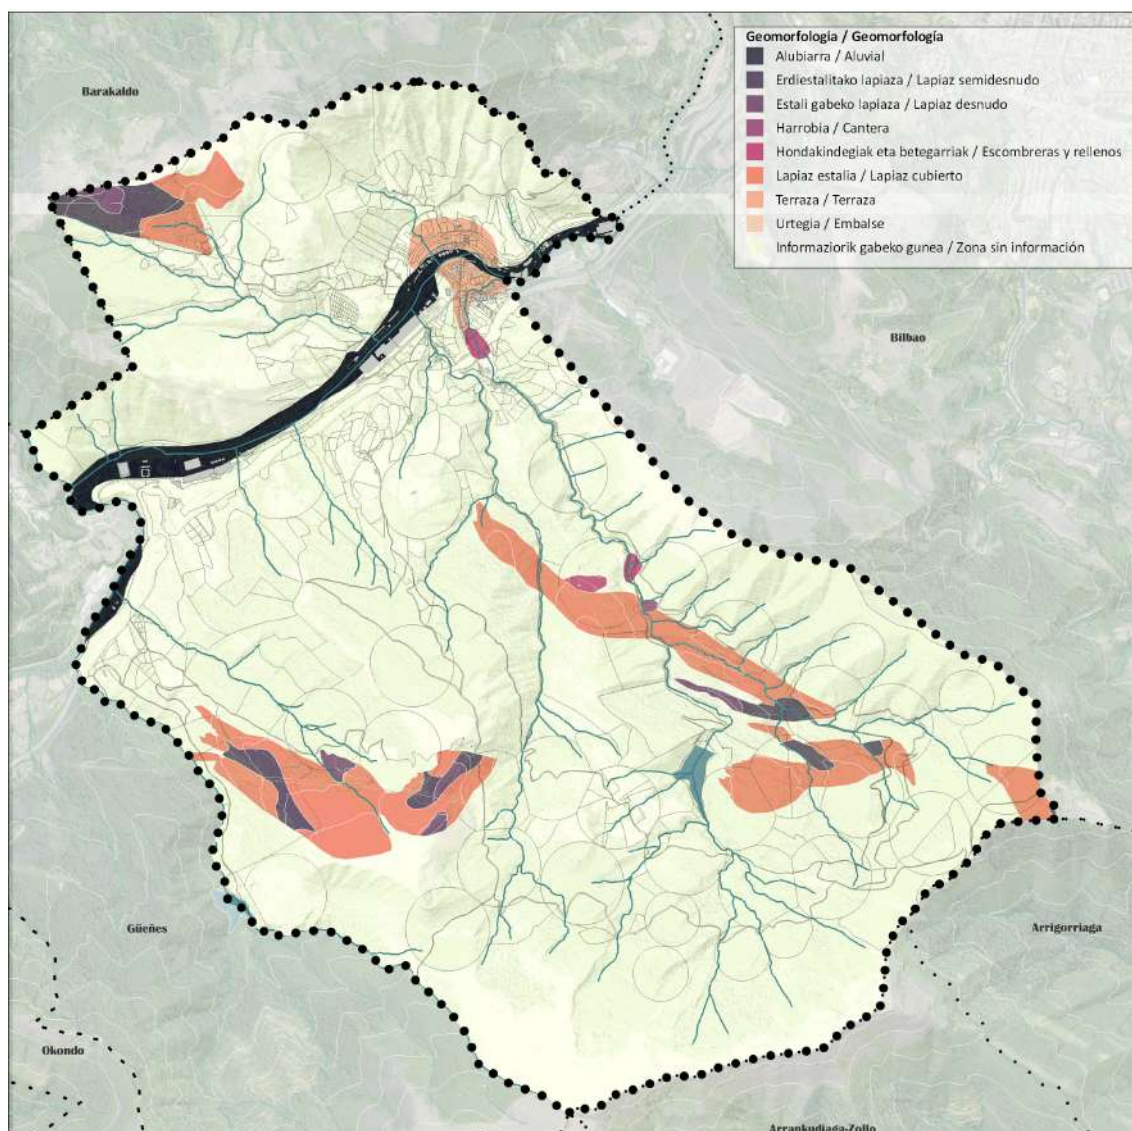 Geomorfologia / Geomorfología
Alubiarra / Aluvial
Erdiestalitako lapiaza / Lapiaz semidesnudo
Estali gabeko lapiaza / Lapiaz desnudo
Harrobia / Cantera
Hondakindegiak eta betegarriak / Escombreras y rellenos
Lapiaz estalia / Lapiaz cubierto
Terraza / Terraza
Urtegia / Embalse
Informaziorik gabeko gunea / Zona sin información
Barakaldo
Bilbao
Güeñes
Arrigorriaga
Okondo
Arrankudiaga-Zollo